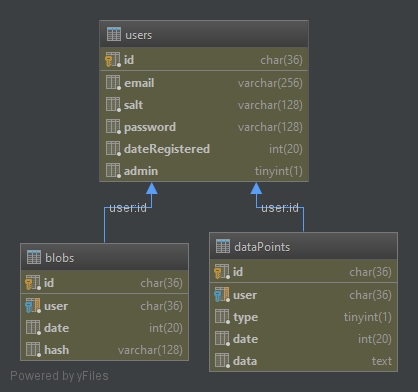 users
id char(36)
email varchar(256)
salt varchar(128)
password varchar(128)
dateRegistered int(20)
admin tinyint(1)
user:id
user:id
blobs
id char(36)
user char(36)
date int(20)
hash varchar(128)
dataPoints
id char(36)
user char(36)
type tinyint(1)
date int(20)
data text
Powered by yFiles